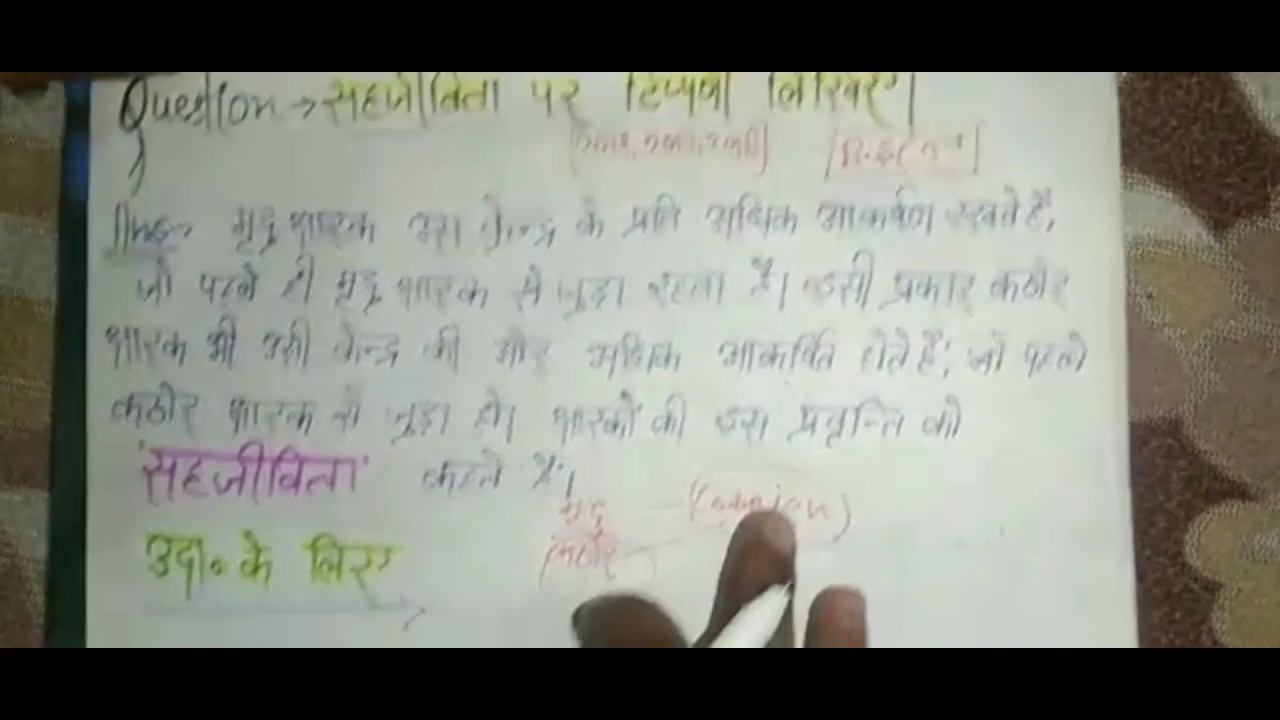 Question → सहजीविता पर टिप्पणी लिखिए।
Ans→ मृदु क्षारक उस केन्द्र के प्रति अधिक आकर्षण रखते हैं,
जो पहले ही मृदु क्षारक से जुड़ा रहता है। इसी प्रकार कठोर
क्षारक भी उसी केन्द्र की ओर अधिक आकर्षित होते हैं, जो पहले
कठोर क्षारक से जुड़ा हो। क्षारकों की इस प्रवृत्ति को
'सहजीविता' कहते हैं।
मृदु
कठोर
उदा० के लिए